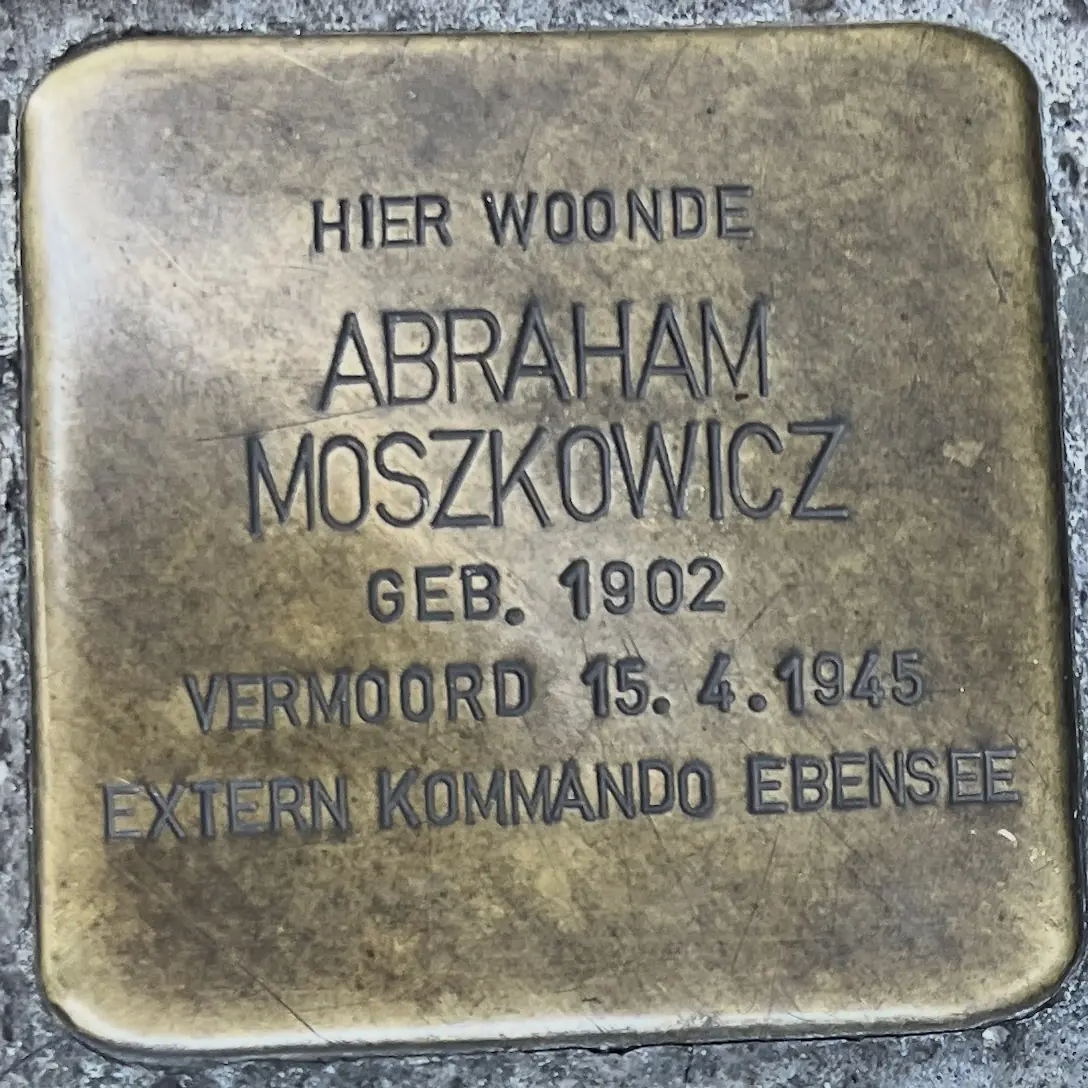 HIER WOONDE
ABRAHAM
MOSZKOWICZ
GEB. 1902
VERMOORD 15.4.1945
EXTERN KOMMANDO EBENSEE